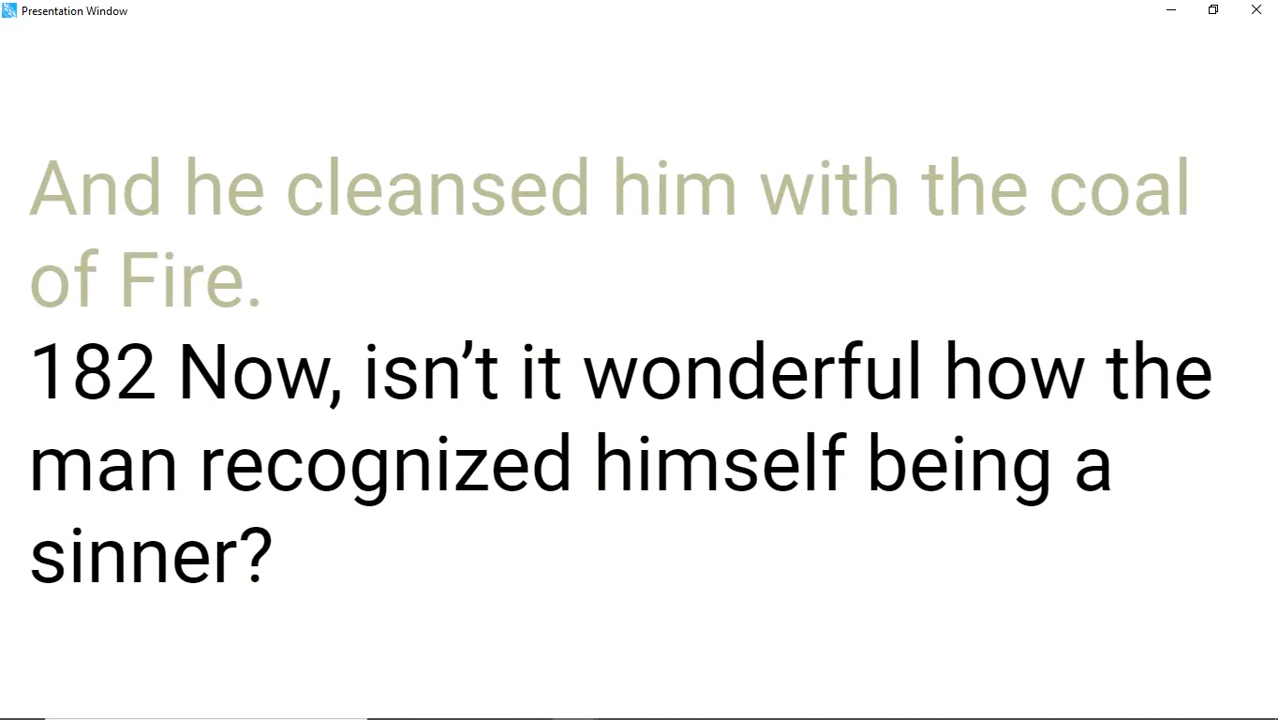 Presentation Window
And he cleansed him with the coal
of Fire.
182 Now, isn’t it wonderful how the
man recognized himself being a
sinner?